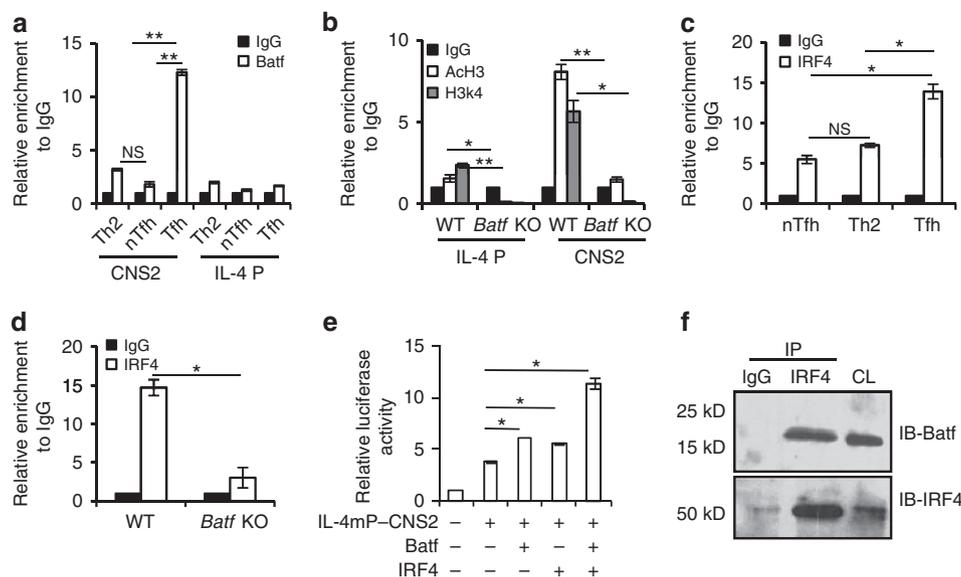 a
Relative enrichment
to IgG
15
10
5
0
**
**
NS
IgG
Batf
Th2
nTfh
Tfh
Th2
nTfh
Tfh
CNS2
IL-4 P
b
Relative enrichment
to IgG
10
5
0
IgG
AcH3
H3k4
*
**
**
*
WT Batf KO WT Batf KO
IL-4 P
CNS2
c
Relative enrichment
to IgG
20
15
10
5
0
IgG
IRF4
*
*
NS
nTfh Th2 Tfh
d
Relative enrichment
to IgG
20
15
10
5
0
IgG
IRF4
*
WT Batf KO
e
Relative luciferase
activity
15
10
5
0
*
*
*
IL-4mP–CNS2 – + + + +
Batf – – + – +
IRF4 – – – + +
f
IP
IgG IRF4 CL
25 kD
15 kD
IB-Batf
50 kD
IB-IRF4